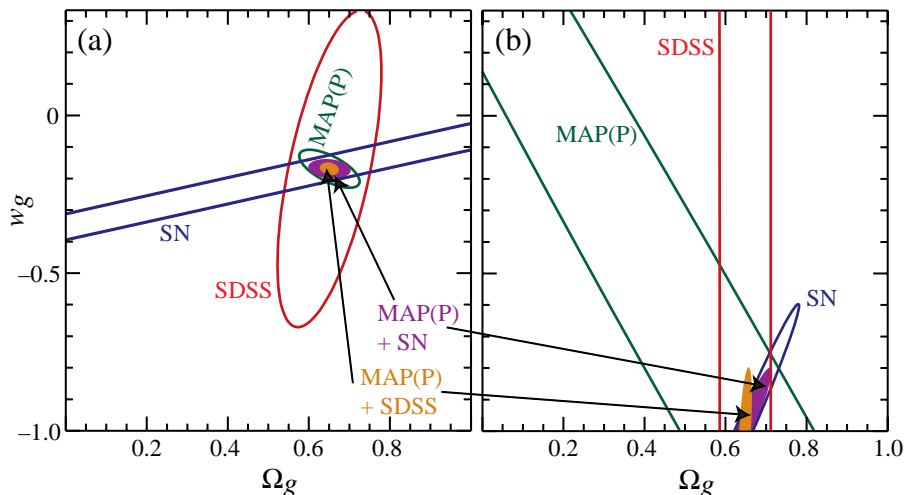 (a)
(b)
SDSS
MAP(P)
MAP(P)
0
wg
SN
−0.5
SDSS
SN
MAP(P)
+ SN
MAP(P)
+ SDSS
−1.0
0.2 0.4 0.6 0.8 0.2 0.4 0.6 0.8 1.0
Ωg Ωg